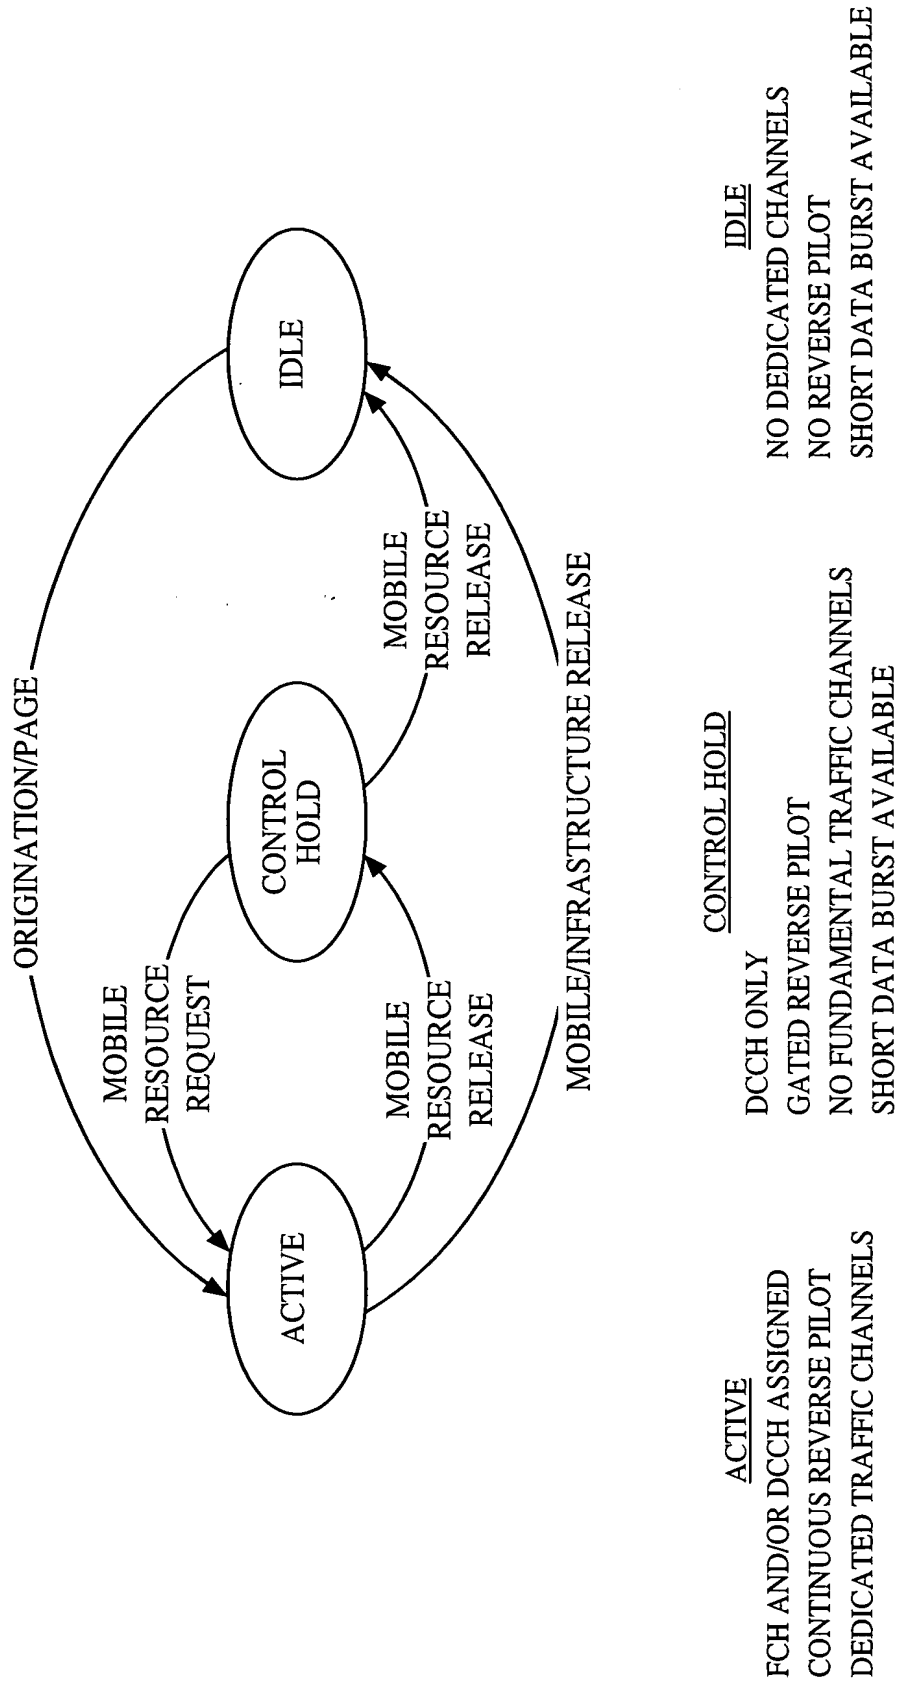 ORIGINATION/PAGE
MOBILE
RESOURCE
REQUEST
ACTIVE
CONTROL
HOLD
IDLE
MOBILE
RESOURCE
RELEASE
MOBILE
RESOURCE
RELEASE
MOBILE/INFRASTRUCTURE RELEASE
ACTIVE
FCH AND/OR DCCH ASSIGNED
CONTINUOUS REVERSE PILOT
DEDICATED TRAFFIC CHANNELS
CONTROL HOLD
DCCH ONLY
GATED REVERSE PILOT
NO FUNDAMENTAL TRAFFIC CHANNELS
SHORT DATA BURST AVAILABLE
IDLE
NO DEDICATED CHANNELS
NO REVERSE PILOT
SHORT DATA BURST AVAILABLE